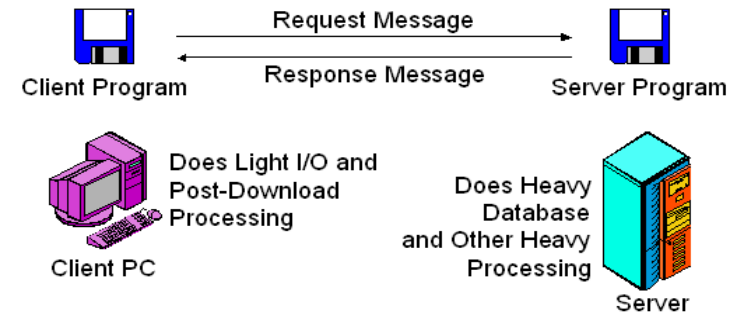 Request Message
Response Message
Client Program
Server Program
Does Light I/O and
Post-Download
Processing
Client PC
Does Heavy
Database
and Other Heavy
Processing
Server